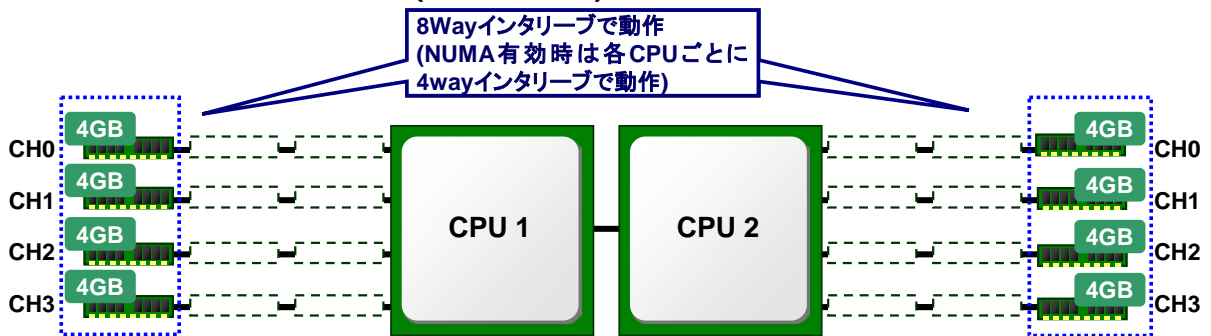 8Wayインタリーブで動作
(NUMA有効時は各CPUごとに
4wayインタリーブで動作)
4GB
4GB
CH0
CH0
4GB
4GB
CH1
CH1
CPU 1
CPU 2
4GB
4GB
CH2
CH2
4GB
4GB
CH3
CH3